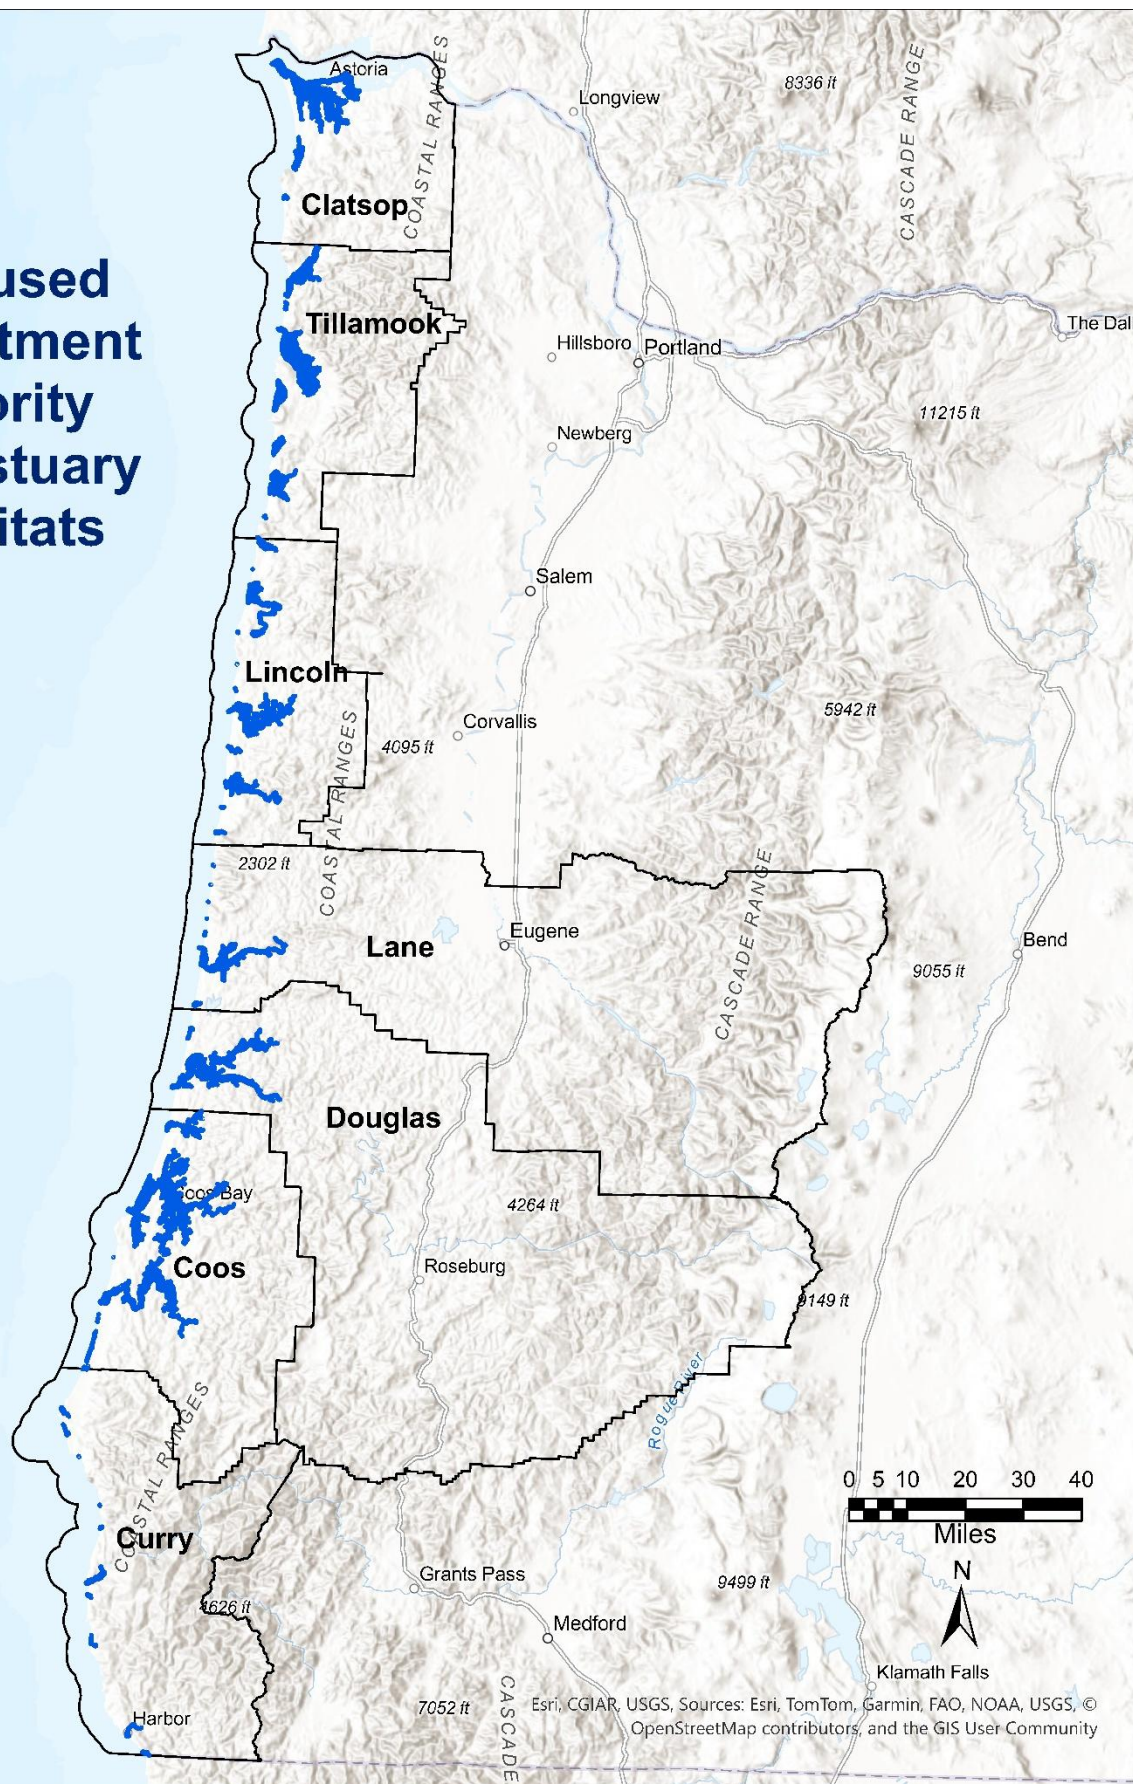 Astoria
COASTAL RANGES
Longview
8336 ft
CASCADE RANGE
Clatsop
used
tment
ority
stuary
itats
Tillamook
Hillsboro
Portland
The Dal
11215 ft
Newberg
Salem
Lincoln
Corvallis
4095 ft
5942 ft
COASTAL RANGES
2302 ft
Lane
Eugene
CASCADE RANGE
9055 ft
Bend
Douglas
Coos Bay
4264 ft
Coos
Roseburg
9149 ft
Rogue River
COASTAL RANGES
Curry
4626 ft
Grants Pass
9499 ft
Medford
0 5 10 20 30 40
Miles
N
Klamath Falls
Harbor
7052 ft
CASCADE
Esri, CGIAR, USGS, Sources: Esri, TomTom, Garmin, FAO, NOAA, USGS, ©
OpenStreetMap contributors, and the GIS User Community